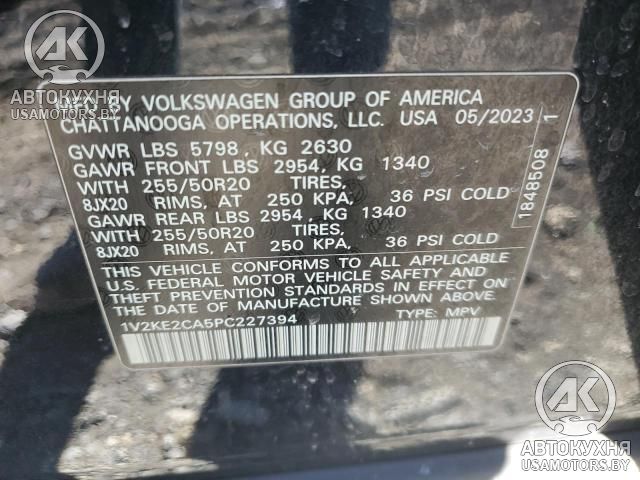 AK
АВТОКУХНЯ
USAMOTORS.BY
MFD BY VOLKSWAGEN GROUP OF AMERICA
CHATTANOOGA OPERATIONS, LLC. USA 05/2023
GVWR LBS 5798, KG 2630
GAWR FRONT LBS 2954, KG 1340
WITH 255/50R20 TIRES,
8JX20 RIMS, AT 250 KPA, 36 PSI COLD
GAWR REAR LBS 2954, KG 1340
WITH 255/50R20 TIRES,
8JX20 RIMS, AT 250 KPA, 36 PSI COLD
THIS VEHICLE CONFORMS TO ALL APPLICABLE
U.S. FEDERAL MOTOR VEHICLE SAFETY AND
THEFT PREVENTION STANDARDS IN EFFECT ON
THE DATE OF MANUFACTURE SHOWN ABOVE.
1V2KE2CA5PC227394 TYPE: MPV
1848508 1
AK
АВТОКУХНЯ
USAMOTORS.BY